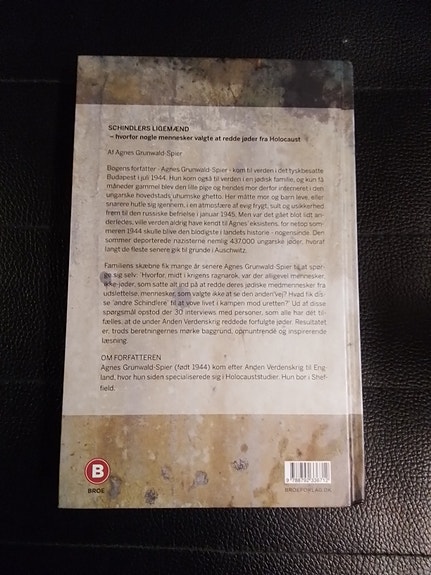 SCHINDLERS LIGEMÆND
– hvorfor nogle mennesker valgte at redde jøder fra Holocaust
Af Agnes Grunwald-Spier
Bogens forfatter - Agnes Grunwald-Spier - kom til verden i det tyskbesatte
Budapest i juli 1944. Hun kom også til verden i en jødisk familie, og kun få
måneder gammel blev den lille pige og hendes mor derfor interneret i den
ungarske hovedstads uhumske ghetto. Her måtte mor og barn leve, eller
snarere hutle sig igennem, i en atmosfære af evig frygt, sult og usikkerhed
frem til den russiske befrielse i januar 1945. Men var det gået blot lidt an-
derledes, ville verden aldrig have kendt til Agnes' eksistens, for netop som-
meren 1944 skulle blive den blodigste i landets historie - nogensinde. Den
sommer deporterede nazisterne nemlig 437.000 ungarske jøder, hvoraf
langt de fleste senere gik til grunde i Auschwitz.
Familiens skæbne fik mange år senere Agnes Grunwald-Spier til at spør-
ge sig selv: 'Hvorfor, midt i krigens ragnarok, var der alligevel mennesker,
ikke-jøder, som satte alt ind på at redde deres jødiske medmennesker fra
udslettelse, mennesker, som valgte ikke at se den anden vej? Hvad fik dis-
se 'andre Schindlere' til at vove livet i kampen mod uretten?' Ud af disse
spørgsmål opstod der 30 interviews med personer, som alle har dét til-
fælles, at de under Anden Verdenskrig reddede forfulgte jøder. Resultatet
er, trods beretningernes mørke baggrund, opmuntrende og inspirerende
læsning.
OM FORFATTEREN
Agnes Grunwald-Spier (født 1944) kom efter Anden Verdenskrig til Eng-
land, hvor hun siden specialiserede sig i Holocauststudier. Hun bor i Shef-
field.
B
BROE
BROEFORLAG.DK